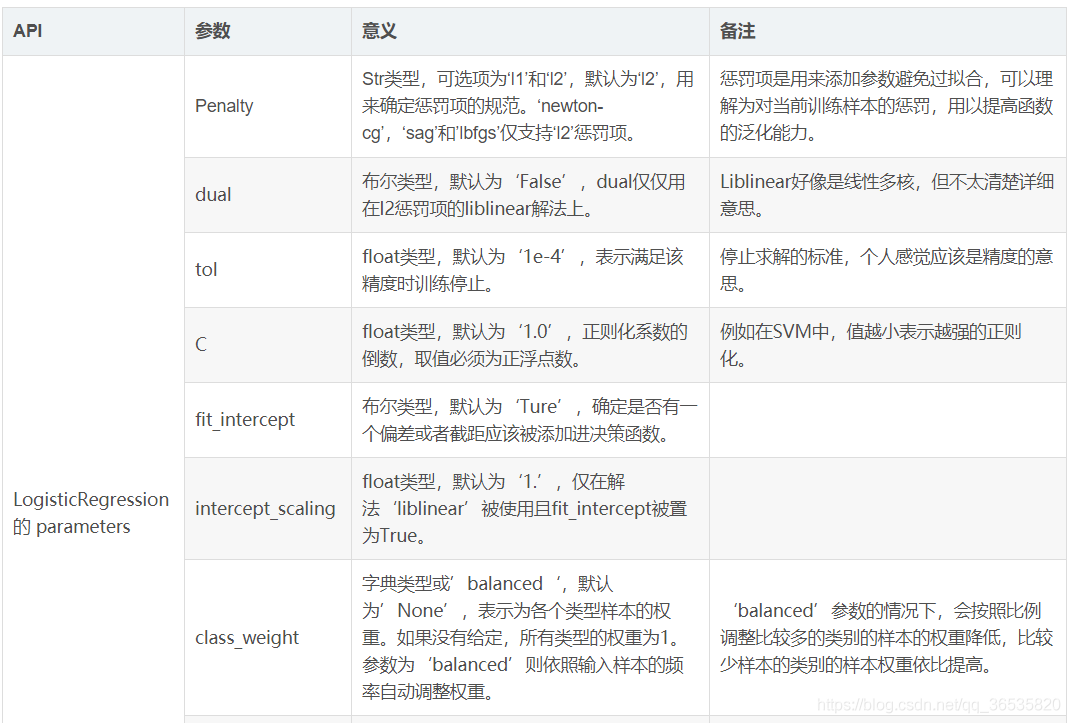 API 参数 意义 备注
Penalty
Str类型，可选项为‘l1’和‘l2’，默认为‘l2’，用
来确定惩罚项的规范。‘newton-
cg’，‘sag’和’lbfgs’仅支持‘l2’惩罚项。
惩罚项是用来添加参数避免过拟合，可以理
解为对当前训练样本的惩罚，用以提高函数
的泛化能力。
dual
布尔类型，默认为‘False’，dual仅仅用
在l2惩罚项的liblinear解法上。
Liblinear好像是线性多核，但不太清楚详细
意思。
tol
float类型，默认为‘1e-4’，表示满足该
精度时训练停止。
停止求解的标准，个人感觉应该是精度的意
思。
C
float类型，默认为‘1.0’，正则化系数的
倒数，取值必须为正浮点数。
例如在SVM中，值越小表示越强的正则
化。
fit_intercept
布尔类型，默认为‘Ture’，确定是否有一
个偏差或者截距应该被添加进决策函数。
LogisticRegression
的 parameters
intercept_scaling
float类型，默认为‘1.’，仅在解
法‘liblinear’被使用且fit_intercept被置
为True。
class_weight
字典类型或’balanced‘，默认
为’None’，表示为各个类型样本的权
重。如果没有给定，所有类型的权重为1。
参数为‘balanced’则依照输入样本的频
率自动调整权重。
‘balanced’参数的情况下，会按照比例
调整比较多的类别的样本的权重降低，比较
少样本的类别的样本权重依比提高。
https://blog.csdn.net/qq_36535820